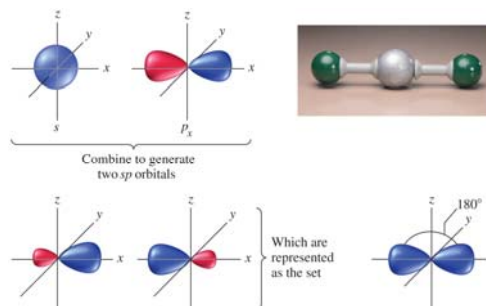 z
y
x
s
z
y
x
p x
Combine to generate
two sp orbitals
z
y
x
z
y
x
Which are
represented
as the set
z
180°
y
x